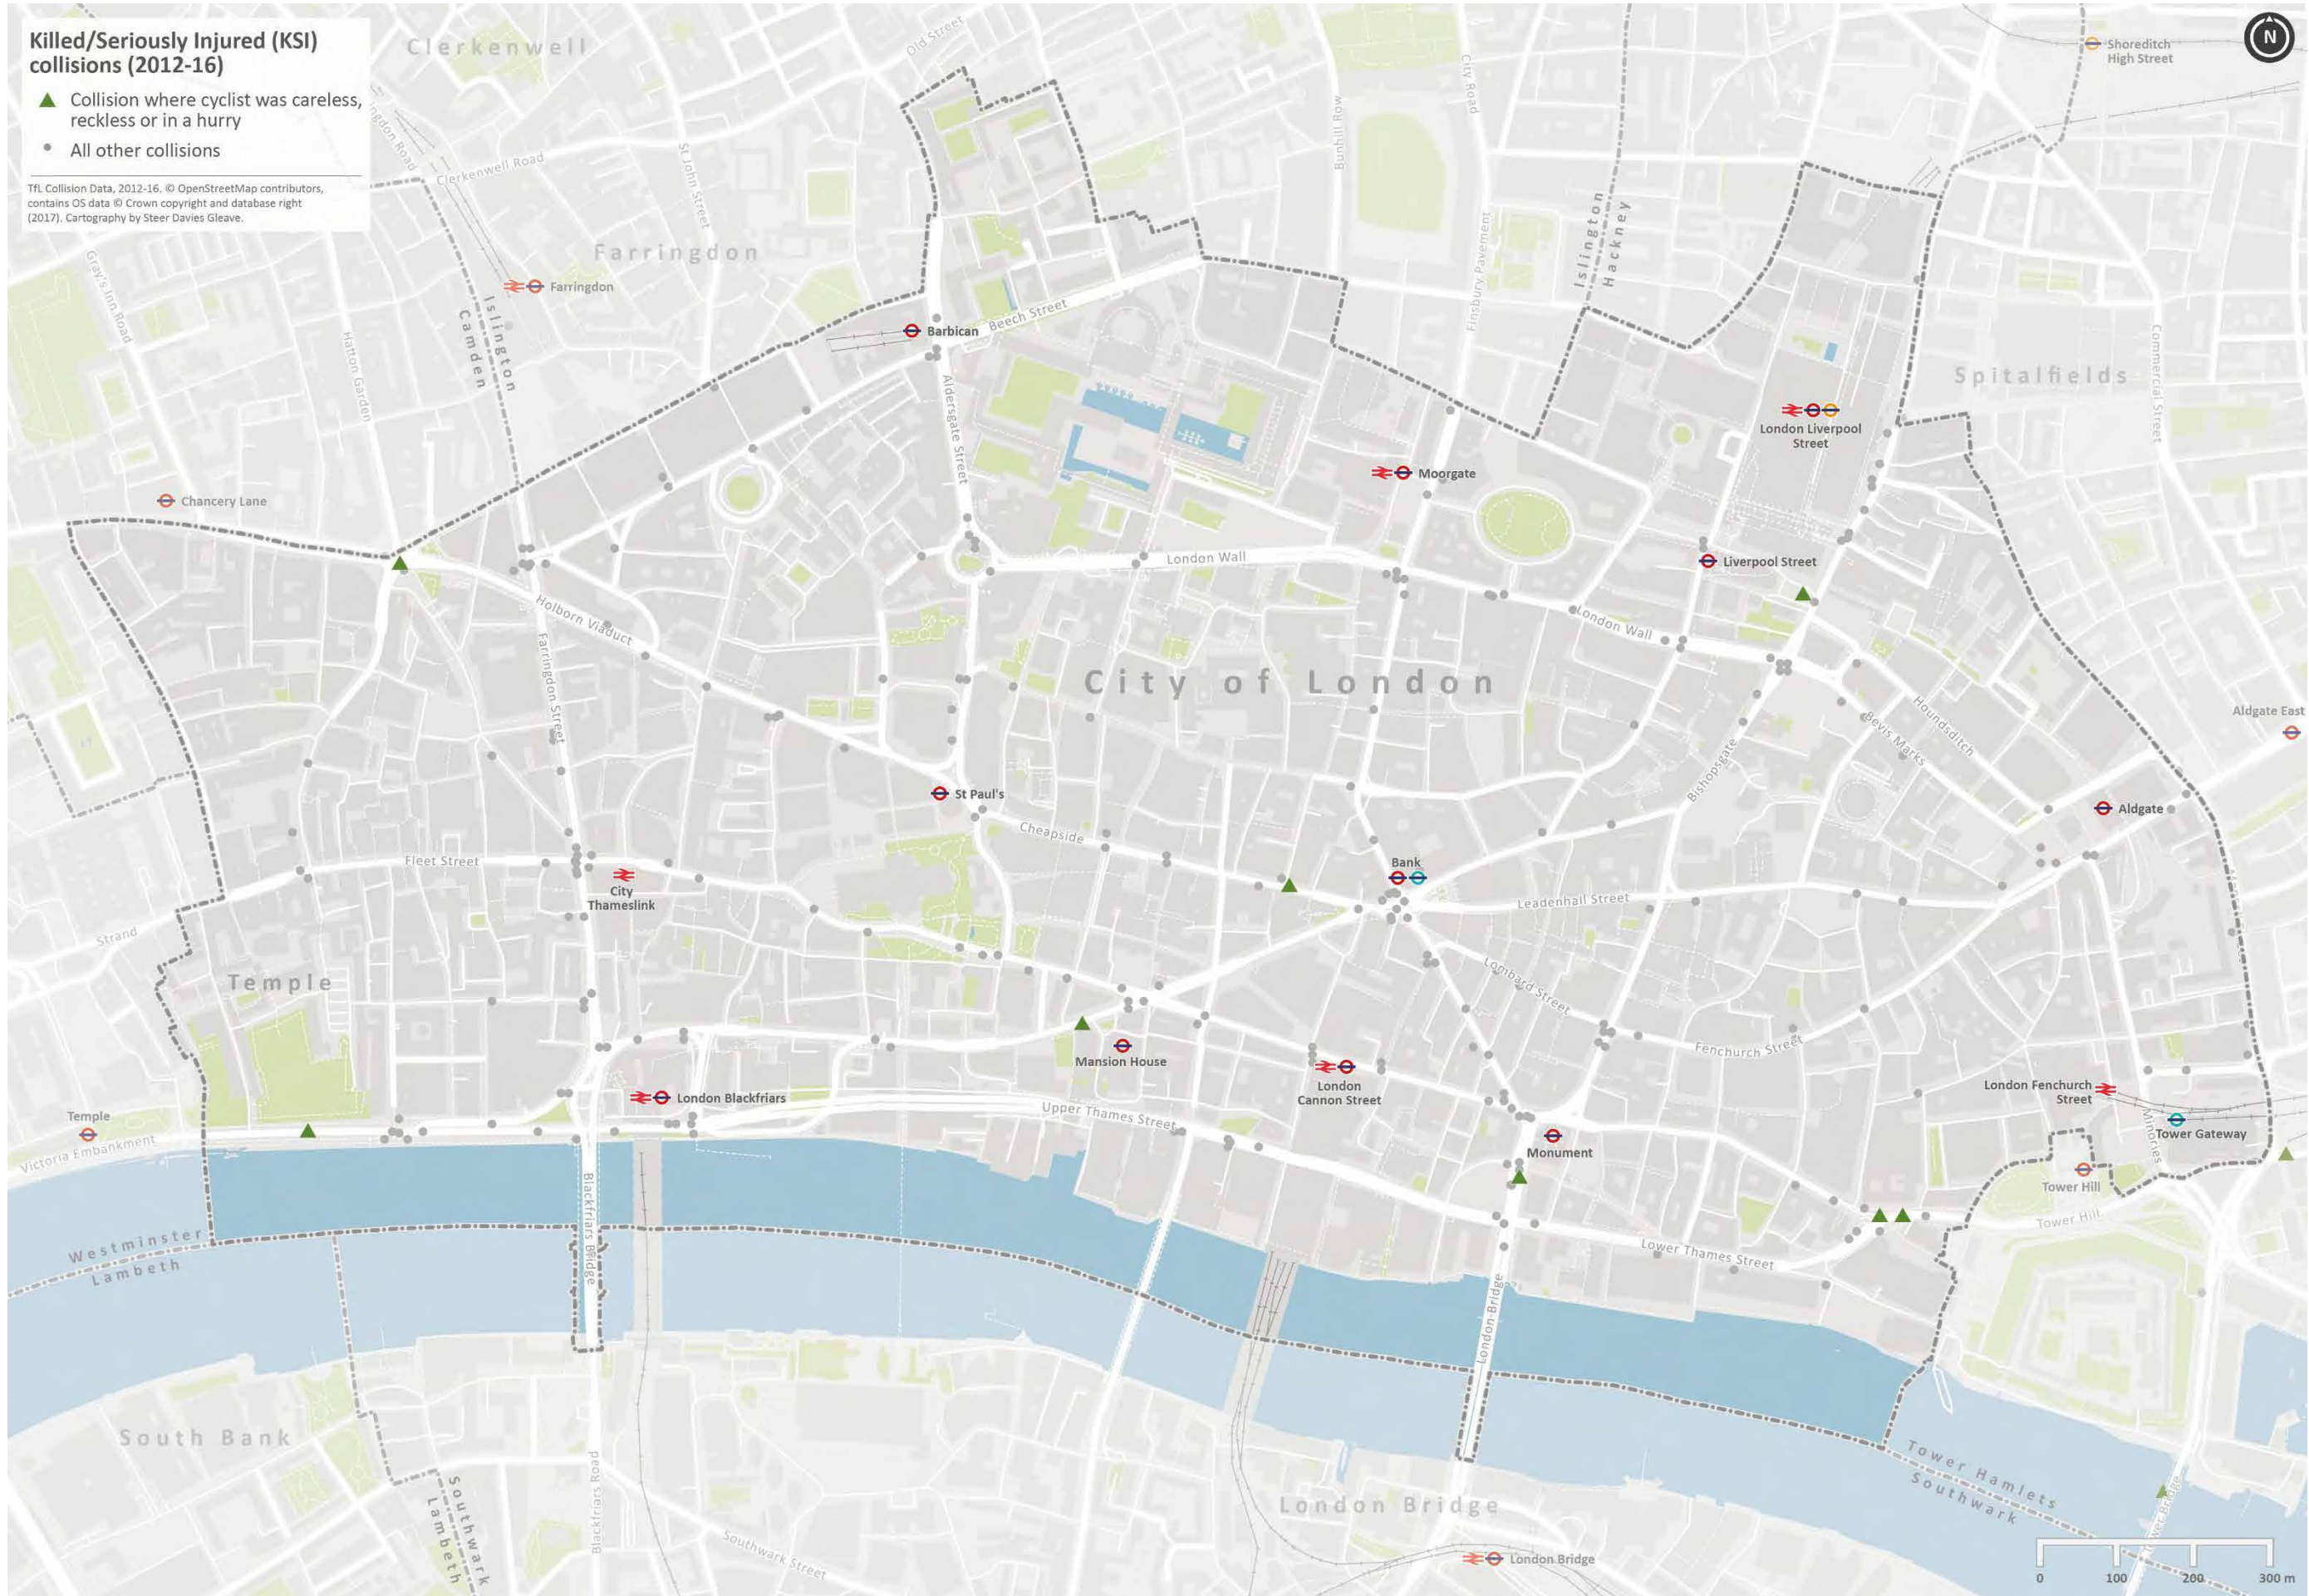 Killed/Seriously Injured (KSI)
collisions (2012-16)
Collision where cyclist was careless,
reckless or in a hurry
All other collisions
TfL Collision Data, 2012-16. © OpenStreetMap contributors,
contains OS data © Crown copyright and database right
(2017). Cartography by Steer Davies Gleave.
N
Clerkenwell
Old Street
City Road
Shoreditch
High Street
Bunhill Row
Clerkenwell Road
St John Street
Islington
Hackney
Finsbury Pavement
Farringdon
Gray's Inn Road
Farringdon
Islington
Camden
Hatton Garden
Barbican
Beech Street
Aldersgate Street
Commercial Street
Spitalfields
London Liverpool
Street
Moorgate
Chancery Lane
London Wall
Liverpool Street
Holborn Viaduct
London Wall
Farringdon Street
City of London
Houndsditch
Bevis Marks
Aldgate East
Bishopsgate
St Paul's
Aldgate
Cheapside
Fleet Street
Bank
City
Thameslink
Leadenhall Street
Strand
Temple
Lombard Street
Fenchurch Street
Mansion House
London
Cannon Street
London Fenchurch
Street
London Blackfriars
Upper Thames Street
Minories
Tower Gateway
Temple
Victoria Embankment
Monument
Tower Hill
Tower Hill
Blackfriars Bridge
Westminster
Lambeth
Lower Thames Street
London Bridge
South Bank
Southwark
Lambeth
Blackfriars Road
Southwark Street
London Bridge
London Bridge
Tower Hamlets
Southwark
0 100 200 300 m